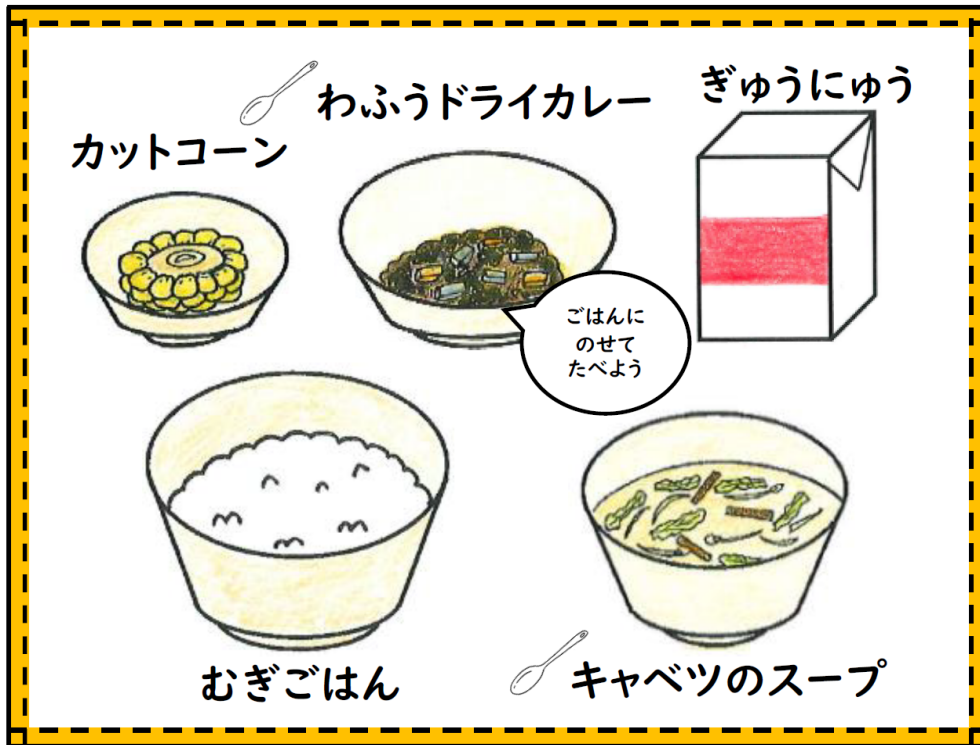 わふうドライカレー
ぎゅうにゅう
カットコーン
ごはんに
のせて
たべよう
むぎごはん
キャベツのスープ